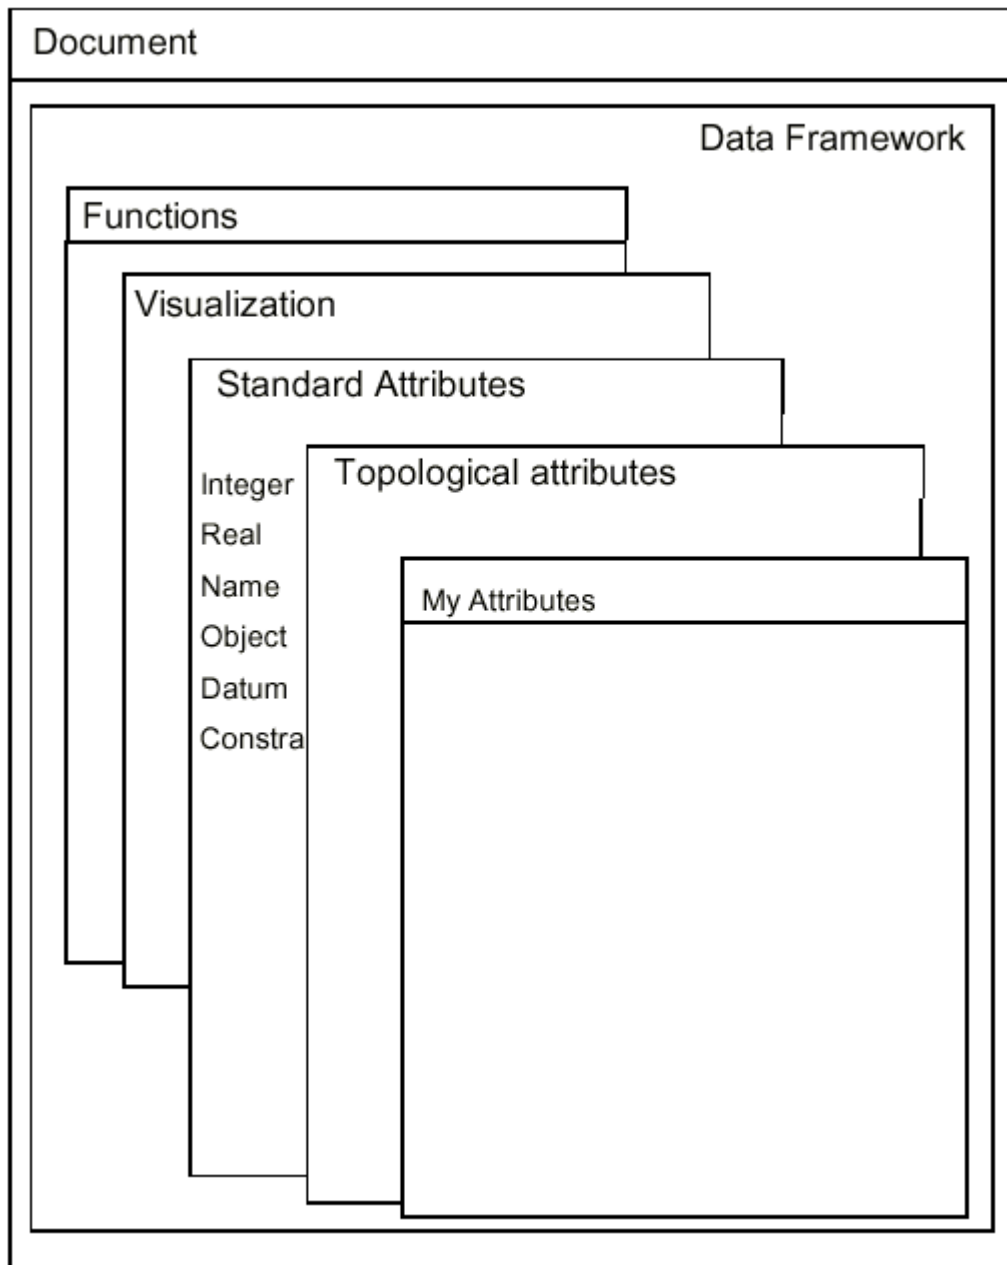 Document
Data Framework
Functions
Visualization
Standard Attributes
Topological attributes
Integer
Real
Name
My Attributes
Object
Datum
Constra